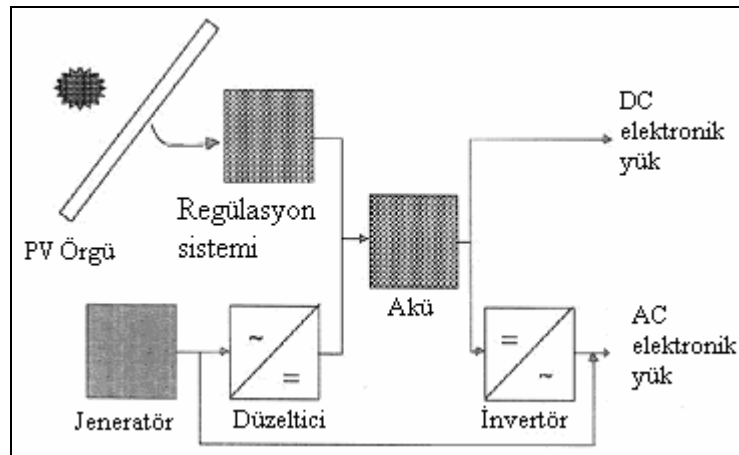 DC
elektronik
yük
Regülasyon
sistemi
PV Örgü
Akü
~
=
=
~
AC
elektronik
yük
Jeneratör
Düzeltici
İnvertör